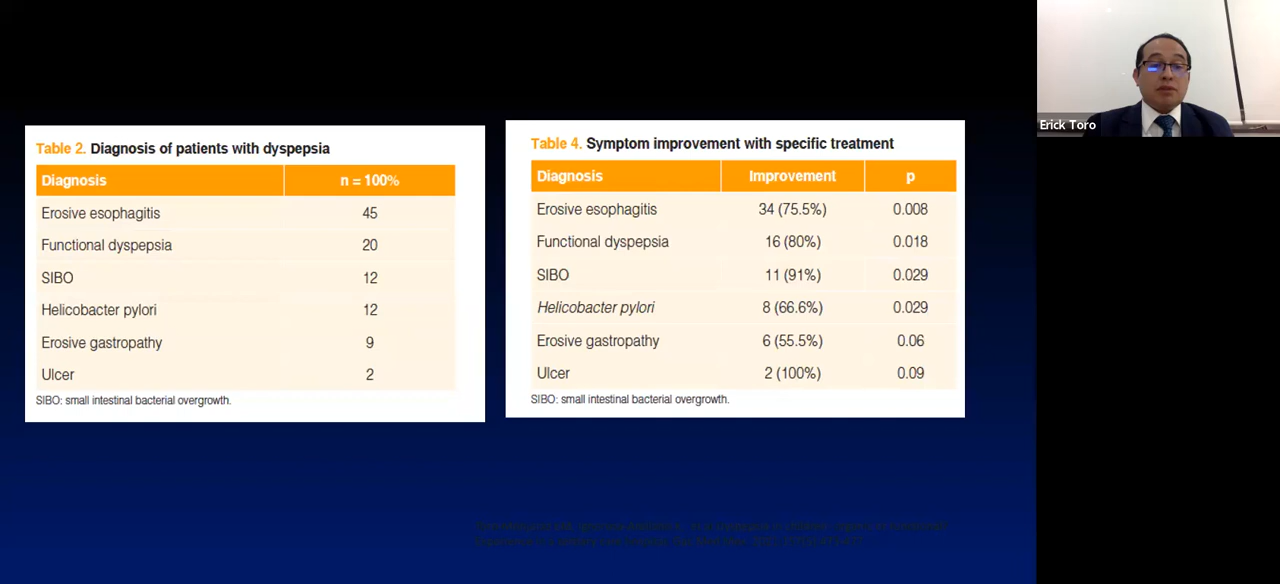 Erick Toro
Table 2. Diagnosis of patients with dyspepsia
Diagnosis n = 100%
Erosive esophagitis 45
Functional dyspepsia 20
SIBO 12
Helicobacter pylori 12
Erosive gastropathy 9
Ulcer 2
SIBO: small intestinal bacterial overgrowth.
Table 4. Symptom improvement with specific treatment
Diagnosis Improvement p
Erosive esophagitis 34 (75.5%) 0.008
Functional dyspepsia 16 (80%) 0.018
SIBO 11 (91%) 0.029
Helicobacter pylori 8 (66.6%) 0.029
Erosive gastropathy 6 (55.5%) 0.06
Ulcer 2 (100%) 0.09
SIBO: small intestinal bacterial overgrowth.